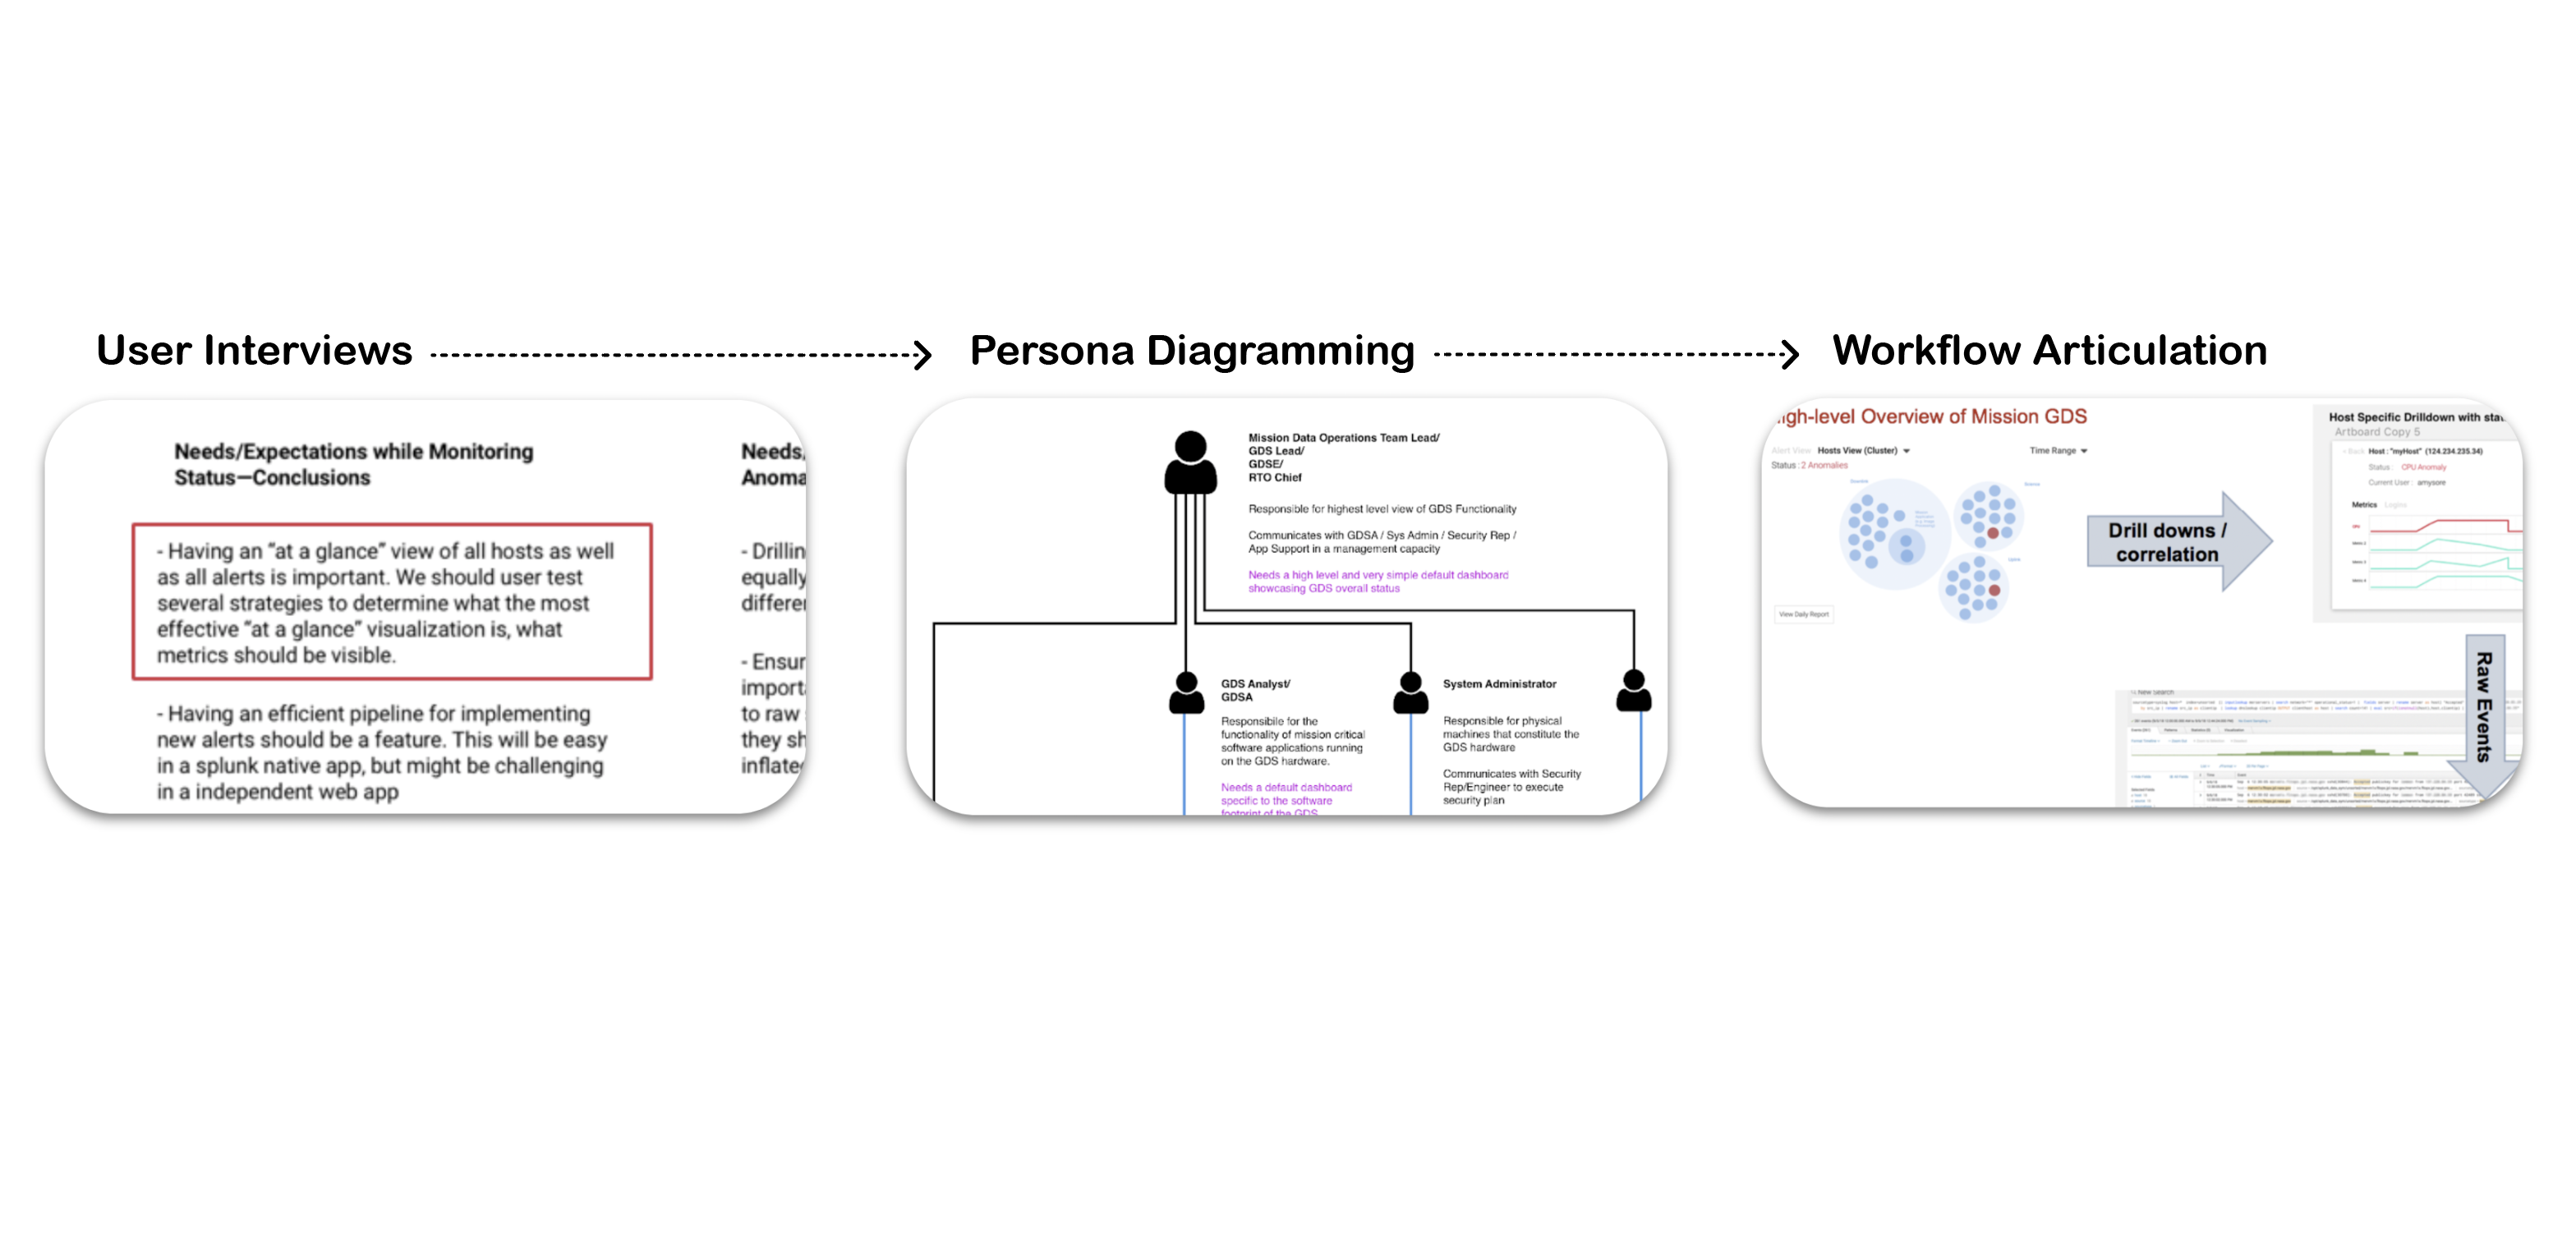 User Interviews
Persona Diagramming
Workflow Articulation
Needs/Expectations while Monitoring
Status—Conclusions
- Having an “at a glance” view of all hosts as well
as all alerts is important. We should user test
several strategies to determine what the most
effective “at a glance” visualization is, what
metrics should be visible.
- Having an efficient pipeline for implementing
new alerts should be a feature. This will be easy
in a splunk native app, but might be challenging
in a independent web app
Needs
Anoma
- Drillin
equally
differe
- Ensur
import
to raw
they sh
inflate
Mission Data Operations Team Lead/
GDS Lead/
GDSE/
RTO Chief
Responsible for highest level view of GDS Functionality
Communicates with GDSA / Sys Admin / Security Rep /
App Support in a management capacity
Needs a high level and very simple default dashboard
showcasing GDS overall status
GDS Analyst/
GDSA
Responsibile for the
functionality of mission critical
software applications running
on the GDS hardware.
Needs a default dashboard
specific to the software
footprint of the GDS
System Administrator
Responsible for physical
machines that constitute the
GDS hardware
Communicates with Security
Rep/Engineer to execute
security plan
igh-level Overview of Mission GDS
Alert View Hosts View (Cluster) Time Range
Status : 2 Anomalies
View Daily Report
Drill downs /
correlation
Host Specific Drilldown with sta
Artboard Copy 5
Back Host : "myHost" (124.234.235.34)
Status : CPU Anomaly
Current User : amysore
Metrics Logins
Raw Events
New Search